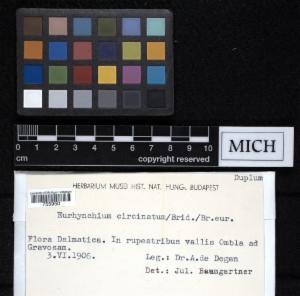 0 1 2 3 4 5 6 7 8 9 10
cm copyright reserved
MICH
Duplum
HERBARIUM MUSEI HIST. NAT. HUNG. BUDAPEST
Eurhynchium circinatum/Brid./Br.eur.
Flora Dalmatica. In rupestribus vallis Ombla ad
Gravosam.
3.VI.1906. Leg.: Dr.A.de Degen
Det.: Jul. Baumgartner